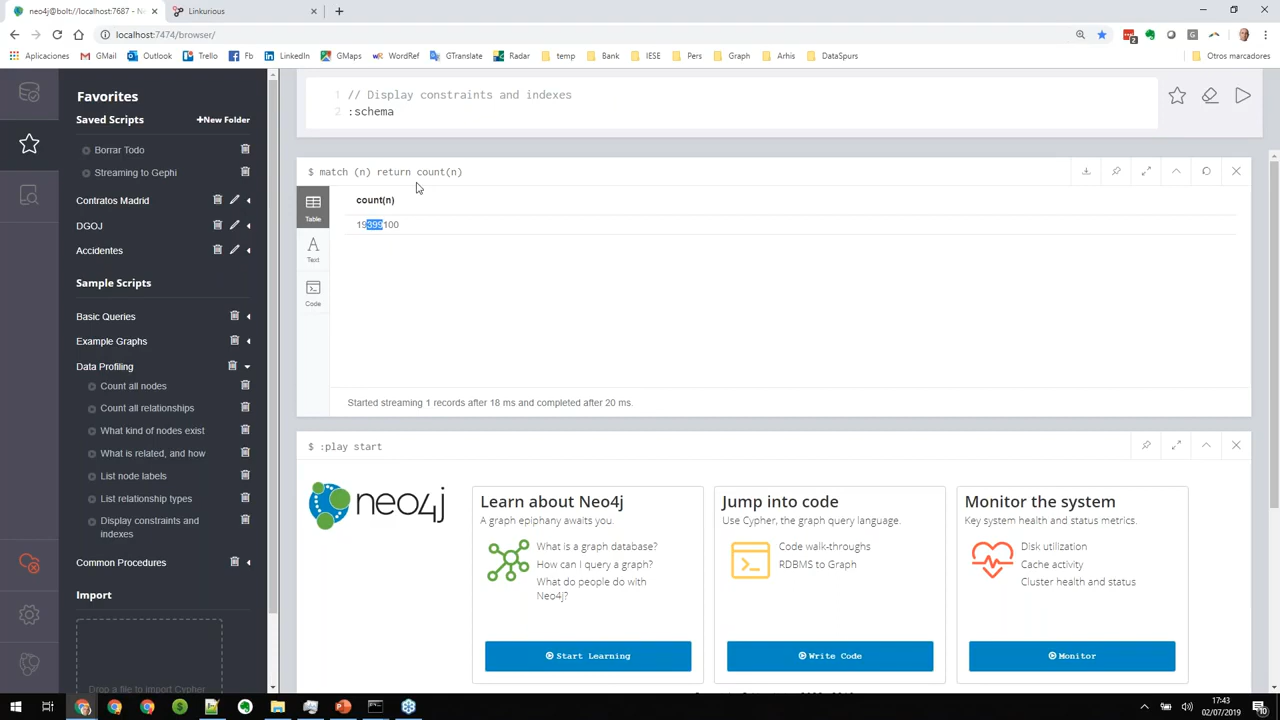 neo4j@bolt://localhost:7687 - Ne
Linkurious
localhost:7474/browser/
Aplicaciones
GMail
Outlook
Trello
Fb
LinkedIn
GMaps
WordRef
GTranslate
Radar
temp
Bank
IESE
Pers
Graph
Arhis
DataSpurs
Otros marcadores
Favorites
Saved Scripts
New Folder
Borrar Todo
Streaming to Gephi
Contratos Madrid
DGOJ
Accidentes
Sample Scripts
Basic Queries
Example Graphs
Data Profiling
Count all nodes
Count all relationships
What kind of nodes exist
What is related, and how
List node labels
List relationship types
Display constraints and
indexes
Common Procedures
Import
Drop a file to import Cypher
1 // Display constraints and indexes
2 :schema
$ match (n) return count(n)
Table
Text
Code
count(n)
19399100
Started streaming 1 records after 18 ms and completed after 20 ms.
$ :play start
neo4j
Learn about Neo4j
A graph epiphany awaits you.
What is a graph database?
How can I query a graph?
What do people do with
Neo4j?
Start Learning
Jump into code
Use Cypher, the graph query language.
Code walk-throughs
RDBMS to Graph
Write Code
Monitor the system
Key system health and status metrics.
Disk utilization
Cache activity
Cluster health and status
Monitor
17:43
02/07/2019